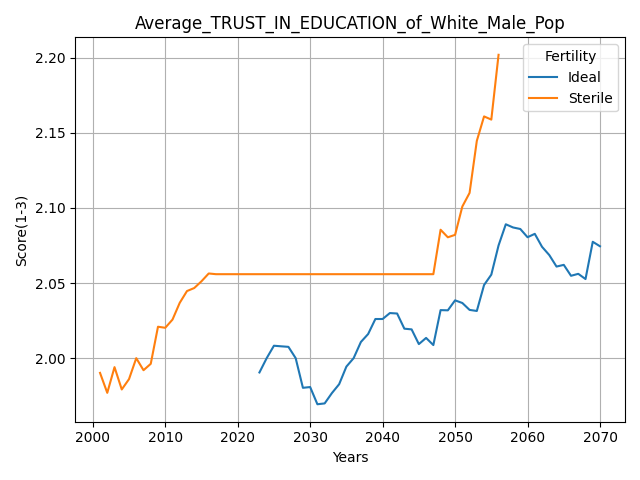 Average_TRUST_IN_EDUCATION_of_White_Male_Pop
Fertility
Ideal
Sterile
Score(1-3)
2.20
2.15
2.10
2.05
2.00
2000 2010 2020 2030 2040 2050 2060 2070
Years